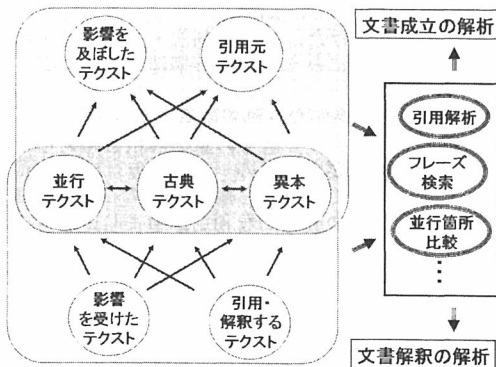 影響を
及ぼした
テクスト
引用元
テクスト
並行
テクスト
古典
テクスト
異本
テクスト
影響
を受けた
テクスト
引用・
解釈する
テクスト
文書成立の解析
引用解析
フレーズ
検索
並行箇所
比較
⋮
文書解釈の解析